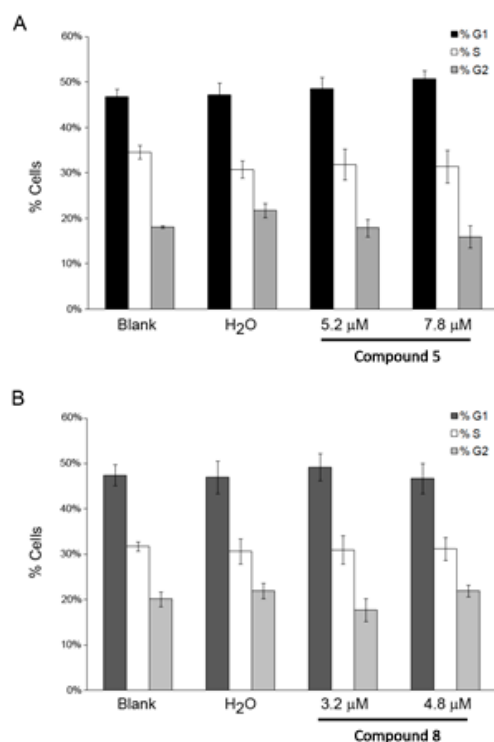 A
60%
50%
40%
30%
20%
10%
0%
% Cells
% G1
% S
% G2
Blank
H₂O
5.2 µM
7.8 µM
Compound 5
B
60%
50%
40%
30%
20%
10%
0%
% Cells
% G1
% S
% G2
Blank
H₂O
3.2 µM
4.8 µM
Compound 8